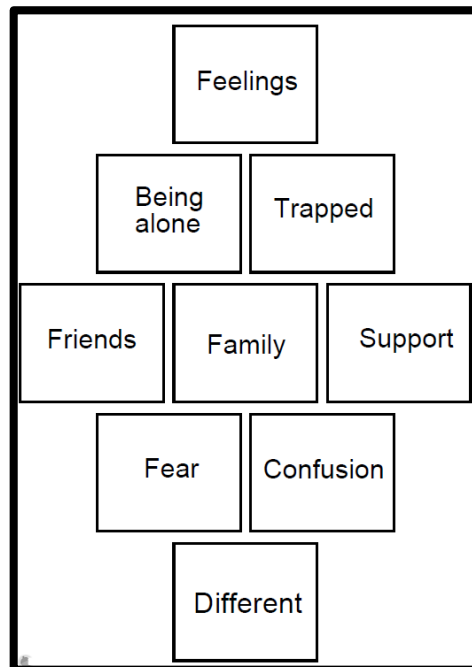 Feelings
Being
alone
Trapped
Friends
Family
Support
Fear
Confusion
Different